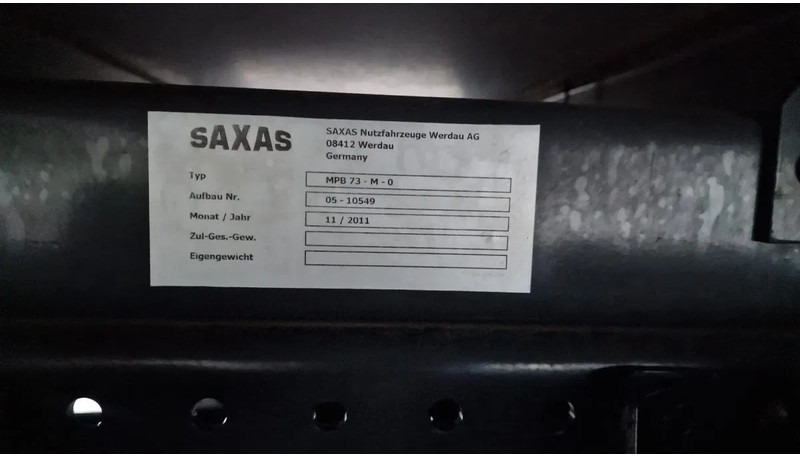 SAXAS
SAXAS Nutzfahrzeuge Werdau AG
08412 Werdau
Germany
Typ MPB 73 - M - 0
Aufbau Nr. 05 - 10549
Monat / Jahr 11 / 2011
Zul-Ges.-Gew.
Eigengewicht